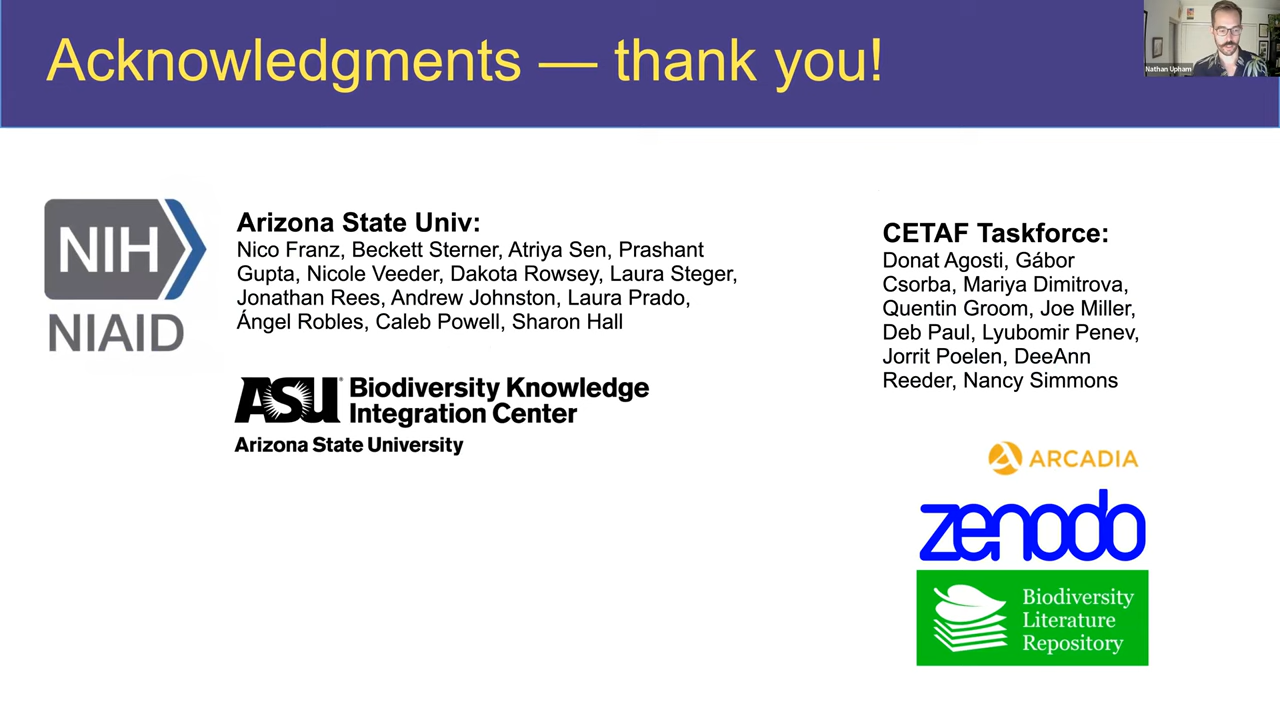 Acknowledgments — thank you!
Nathan Upham
NIH
NIAID
Arizona State Univ:
Nico Franz, Beckett Sterner, Atriya Sen, Prashant
Gupta, Nicole Veeder, Dakota Rowsey, Laura Steger,
Jonathan Rees, Andrew Johnston, Laura Prado,
Ángel Robles, Caleb Powell, Sharon Hall
ASU® Biodiversity Knowledge
Integration Center
Arizona State University
CETAF Taskforce:
Donat Agosti, Gábor
Csorba, Mariya Dimitrova,
Quentin Groom, Joe Miller,
Deb Paul, Lyubomir Penev,
Jorrit Poelen, DeeAnn
Reeder, Nancy Simmons
ARCADIA
zenodo
Biodiversity
Literature
Repository